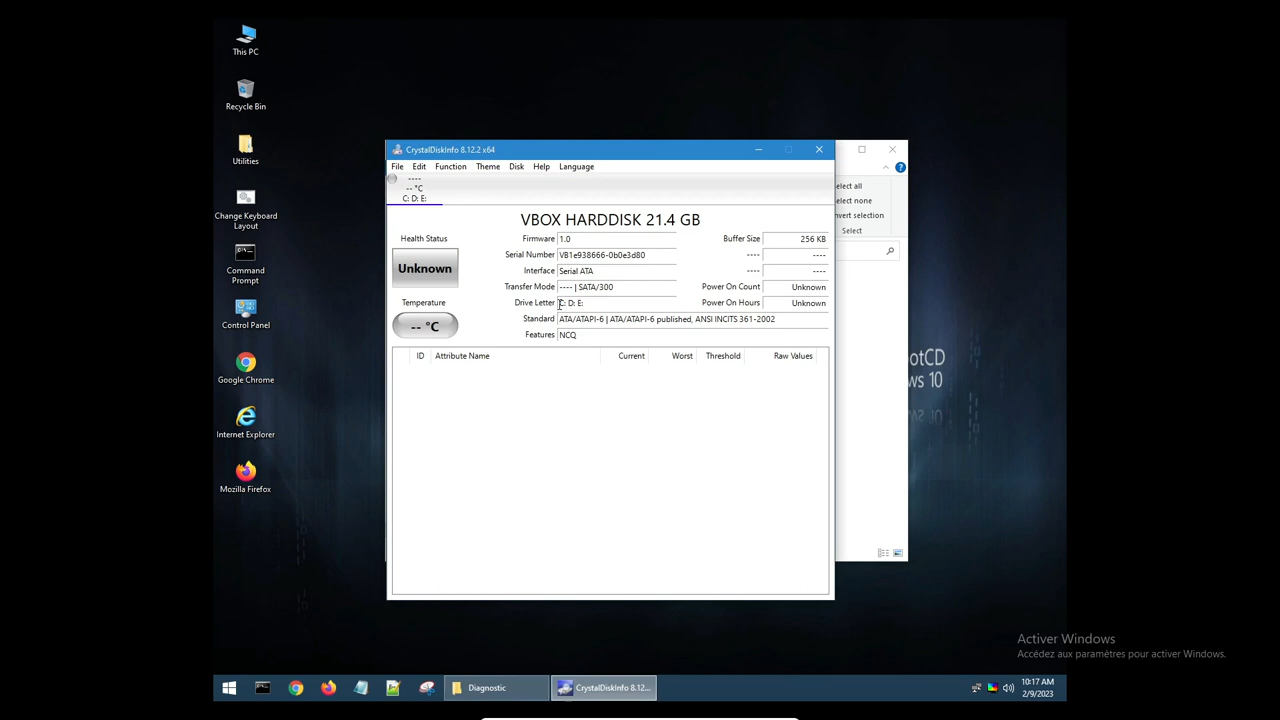 This PC
Recycle Bin
Utilities
Change Keyboard
Layout
Command
Prompt
Control Panel
Google Chrome
Internet Explorer
Mozilla Firefox
CrystalDiskInfo 8.12.2 x64
File Edit Function Theme Disk Help Language
----
-- °C
C: D: E:
VBOX HARDDISK 21.4 GB
Health Status
Unknown
Temperature
-- °C
Firmware 1.0
Serial Number VB1e938666-0b0e3d80
Interface Serial ATA
Transfer Mode ---- | SATA/300
Drive Letter C: D: E:
Standard ATA/ATAPI-6 | ATA/ATAPI-6 published, ANSI INCITS 361-2002
Features NCQ
Buffer Size 256 KB
---- ----
---- ----
Power On Count Unknown
Power On Hours Unknown
ID Attribute Name Current Worst Threshold Raw Values
elect all
elect none
nvert selection
Select
otCD
ws 10
Activer Windows
Accédez aux paramètres pour activer Windows.
Diagnostic
CrystalDiskInfo 8.12...
10:17 AM
2/9/2023